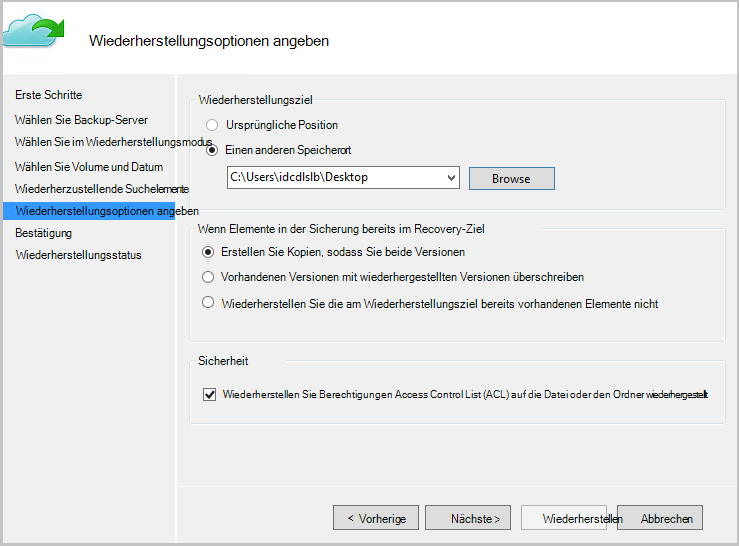 Wiederherstellungsoptionen angeben
Erste Schritte
Wählen Sie Backup-Server
Wählen Sie im Wiederherstellungsmodus
Wählen Sie Volume und Datum
Wiederherzustellende Suchelemente
Wiederherstellungsoptionen angeben
Bestätigung
Wiederherstellungsstatus
Wiederherstellungsziel
Ursprüngliche Position
Einen anderen Speicherort
C:\Users\idcdlslb\Desktop
Browse
Wenn Elemente in der Sicherung bereits im Recovery-Ziel
Erstellen Sie Kopien, sodass Sie beide Versionen
Vorhandenen Versionen mit wiederhergestellten Versionen überschreiben
Wiederherstellen Sie die am Wiederherstellungsziel bereits vorhandenen Elemente nicht
Sicherheit
Wiederherstellen Sie Berechtigungen Access Control List (ACL) auf die Datei oder den Ordner wiederhergestellt
< Vorherige
Nächste >
Wiederherstellen
Abbrechen